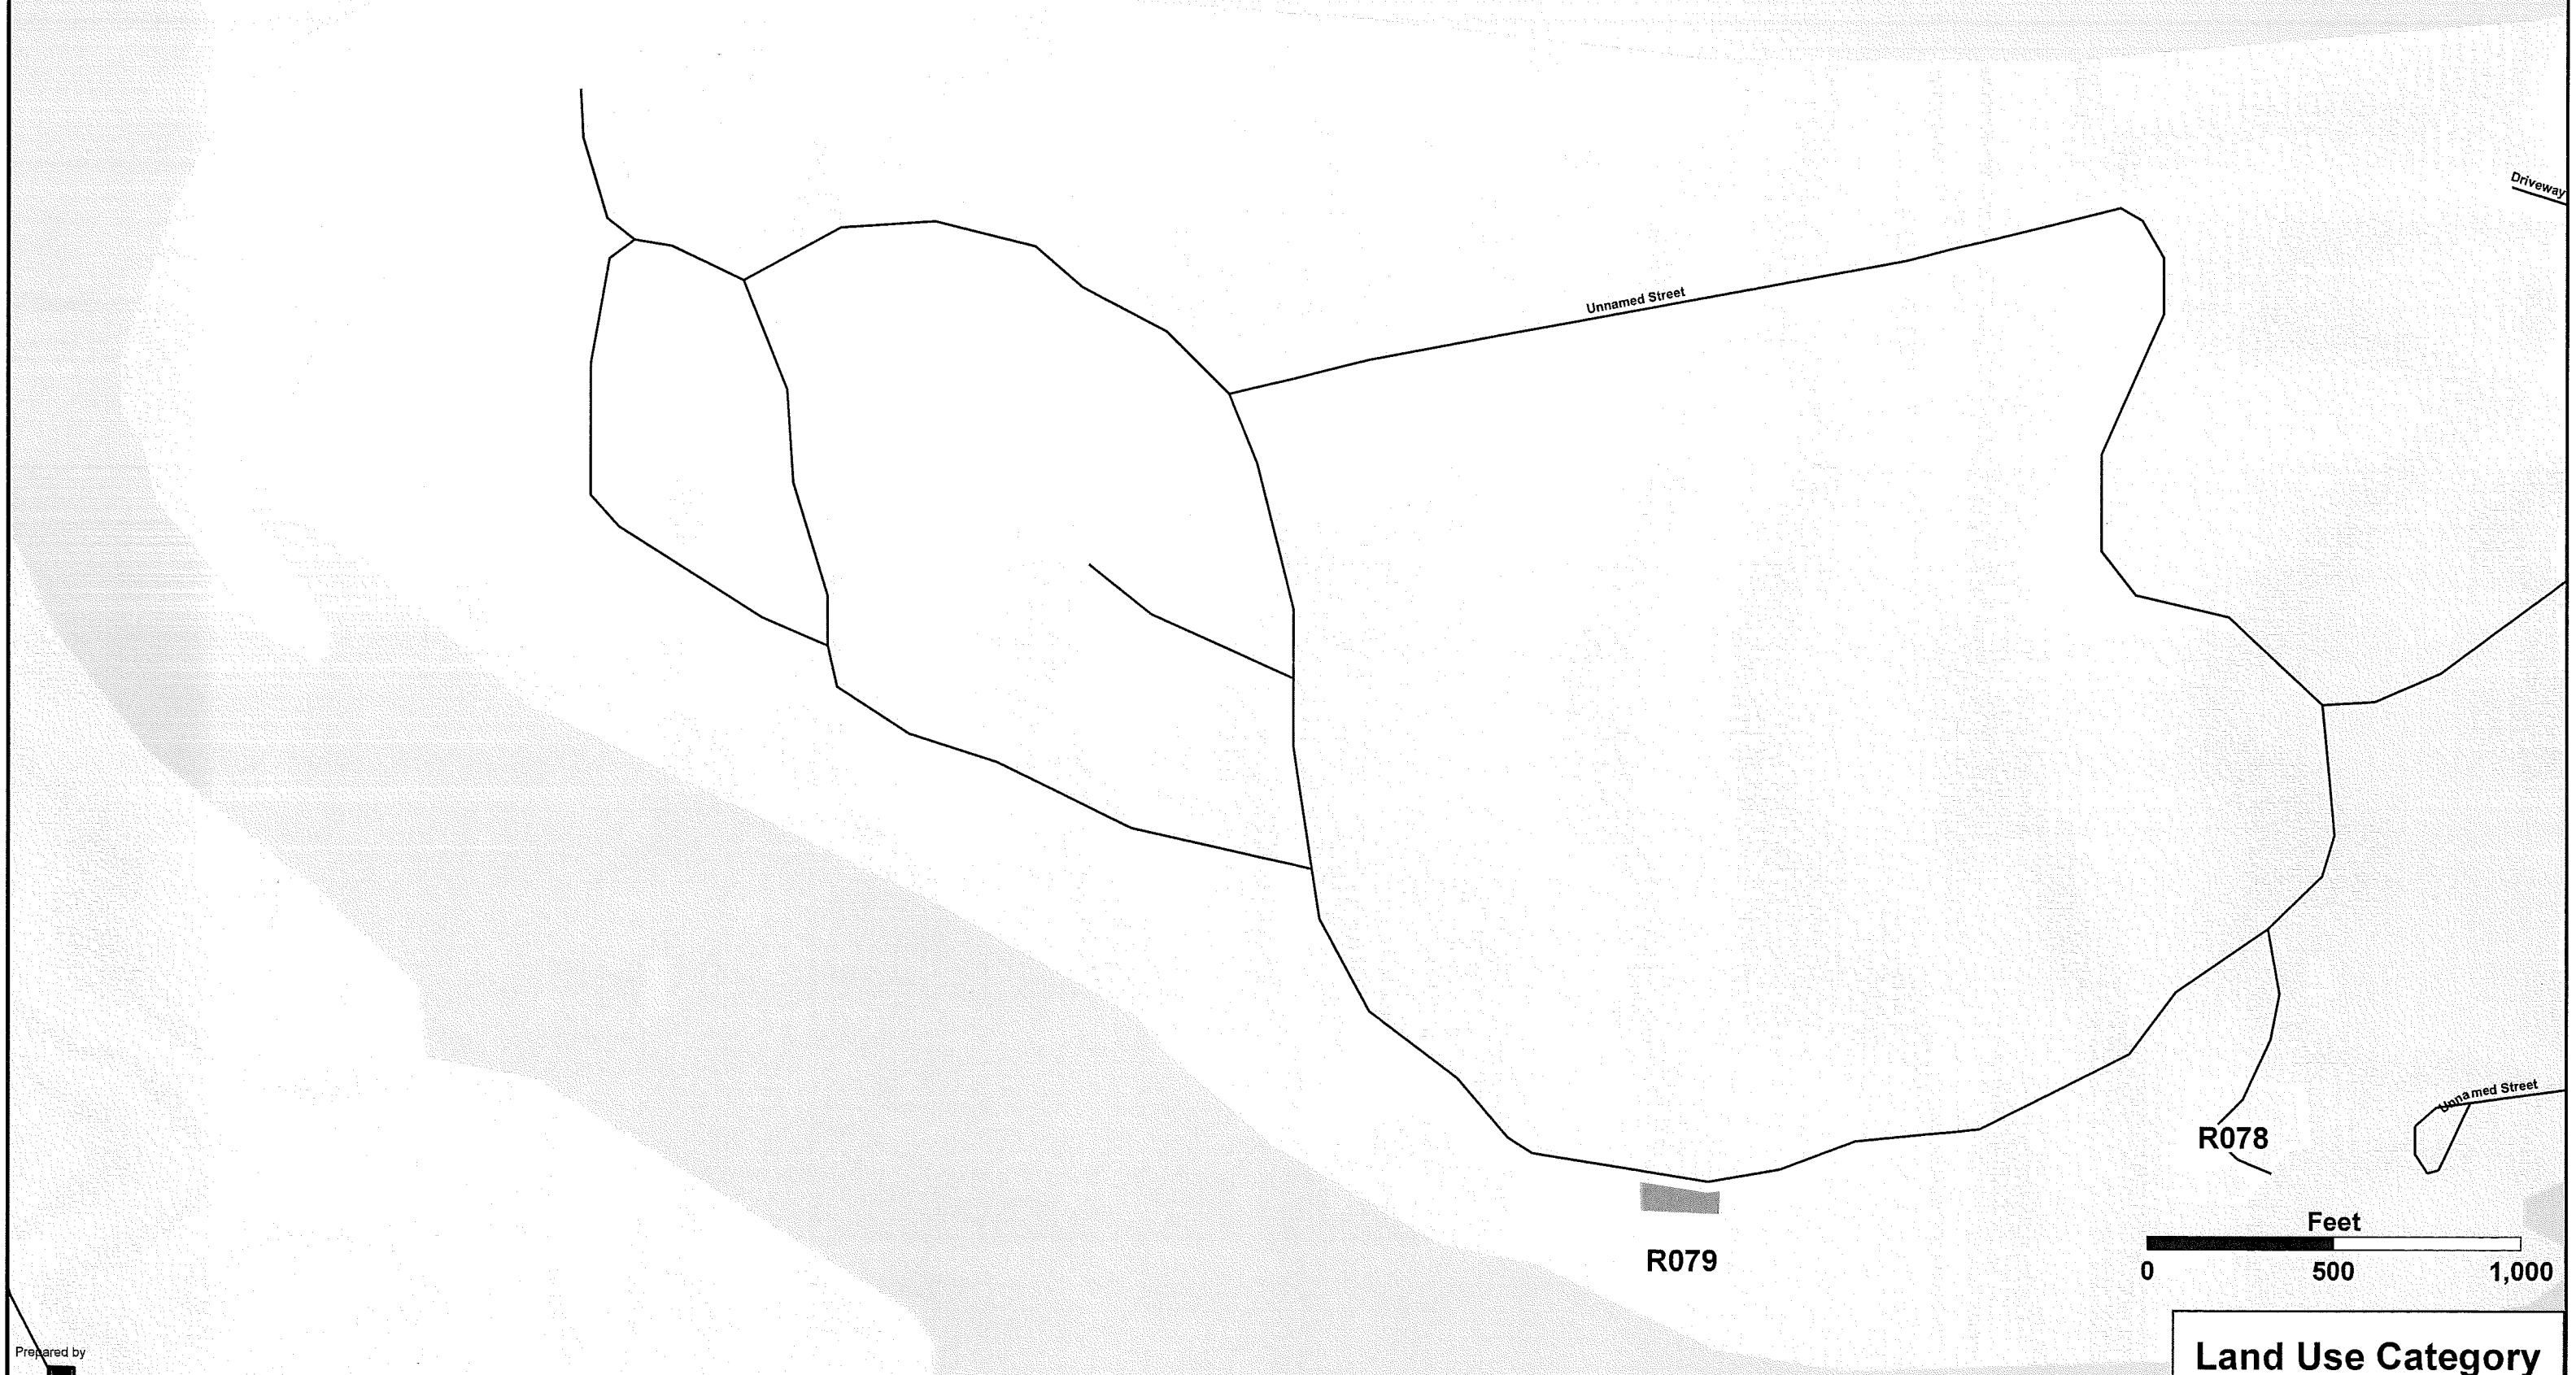 Driveway
Unnamed Street
Unnamed Street
R078
Feet
R079
0 500 1,000
Prepared by
Land Use Category